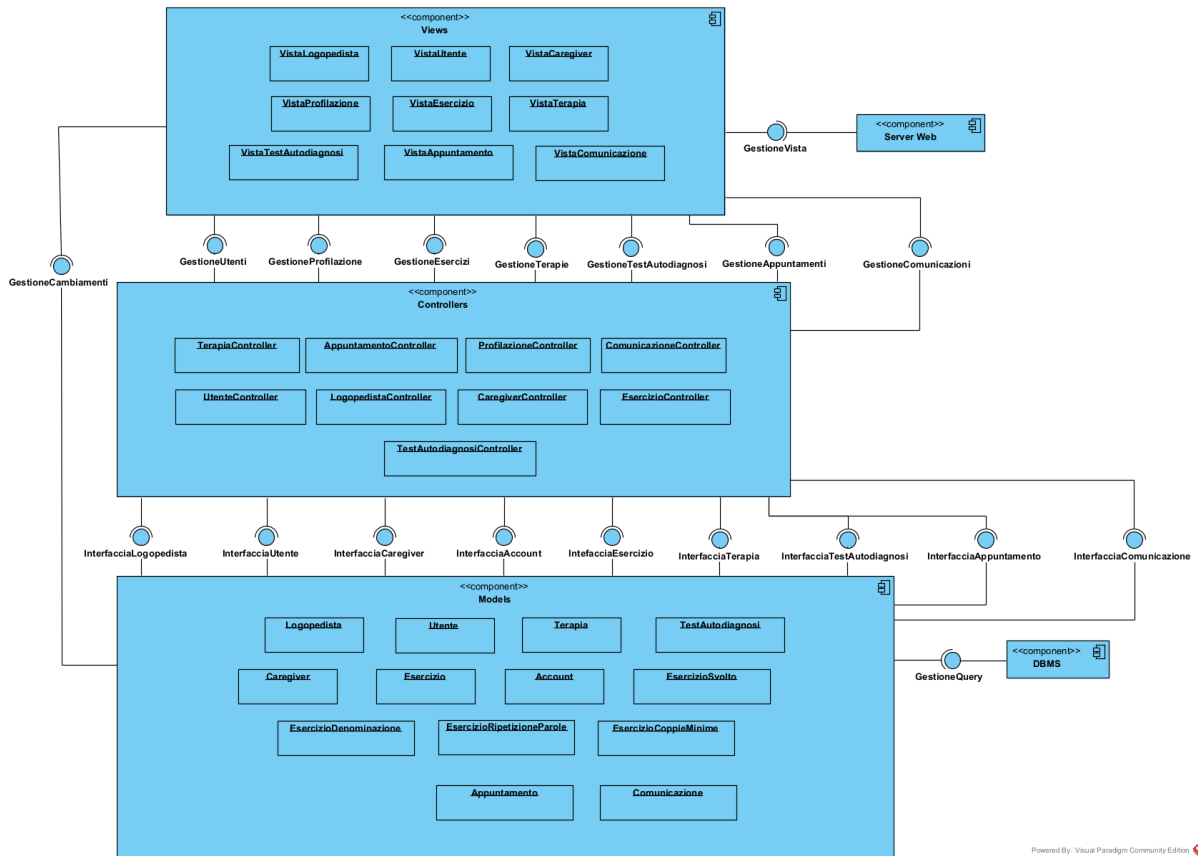 <<component>>
Views
VistaLogopedista
VistaUtente
VistaCaregiver
VistaProfilazione
VistaEsercizio
VistaTerapia
VistaTestAutodiagnosi
VistaAppuntamento
VistaComunicazione
<<component>>
Server Web
GestioneVista
GestioneUtenti
GestioneProfilazione
GestioneEsercizi
GestioneTerapie
GestioneTestAutodiagnosi
GestioneAppuntamenti
GestioneComunicazioni
GestioneCambiamenti
<<component>>
Controllers
TerapiaController
AppuntamentoController
ProfilazioneController
ComunicazioneController
UtenteController
LogopedistaController
CaregiverController
EsercizioController
TestAutodiagnosiController
InterfacciaLogopedista
InterfacciaUtente
InterfacciaCaregiver
InterfacciaAccount
IntefacciaEsercizio
InterfacciaTerapia
InterfacciaTestAutodiagnosi
InterfacciaAppuntamento
InterfacciaComunicazione
<<component>>
Models
Logopedista
Utente
Terapia
TestAutodiagnosi
Caregiver
Esercizio
Account
EsercizioSvolto
EsercizioDenominazione
EsercizioRipetizioneParole
EsercizioCoppieMinime
Appuntamento
Comunicazione
GestioneQuery
<<component>>
DBMS
Powered By: Visual Paradigm Community Edition